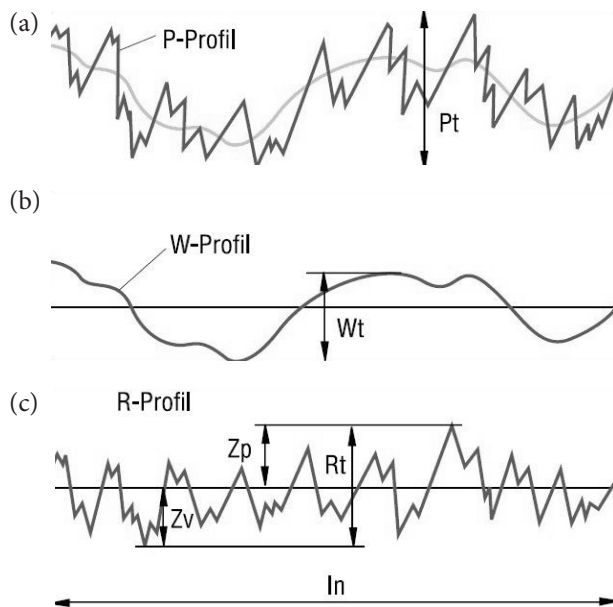 (a)
P-Profil
Pt
(b)
W-Profil
Wt
(c)
R-Profil
Zp
Rt
Zv
ln